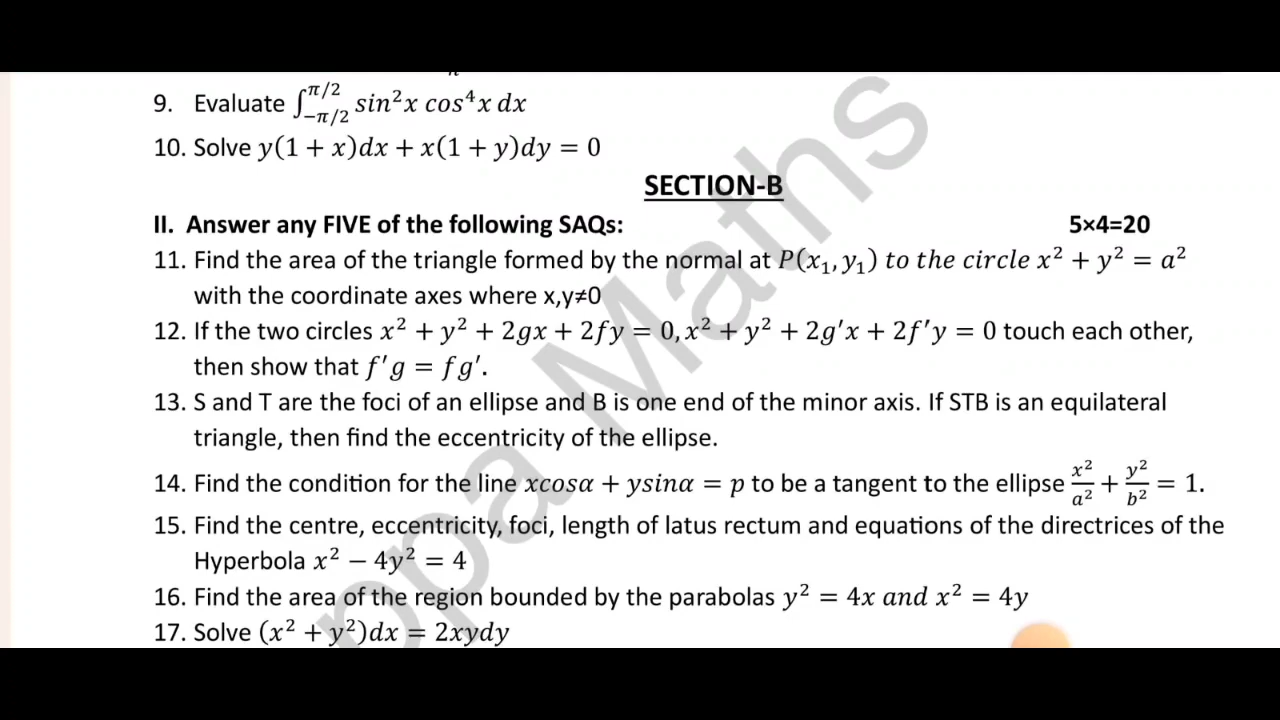 9. Evaluate ∫_{-π/2}^{π/2} sin²x cos⁴x dx
10. Solve y(1 + x)dx + x(1 + y)dy = 0
SECTION-B
II. Answer any FIVE of the following SAQs: 5×4=20
11. Find the area of the triangle formed by the normal at P(x₁, y₁) to the circle x² + y² = a²
with the coordinate axes where x,y≠0
12. If the two circles x² + y² + 2gx + 2fy = 0, x² + y² + 2g′x + 2f′y = 0 touch each other,
then show that f′g = fg′.
13. S and T are the foci of an ellipse and B is one end of the minor axis. If STB is an equilateral
triangle, then find the eccentricity of the ellipse.
14. Find the condition for the line xcosα + ysinα = p to be a tangent to the ellipse x²/a² + y²/b² = 1.
15. Find the centre, eccentricity, foci, length of latus rectum and equations of the directrices of the
Hyperbola x² − 4y² = 4
16. Find the area of the region bounded by the parabolas y² = 4x and x² = 4y
17. Solve (x² + y²)dx = 2xydy
ppa Maths